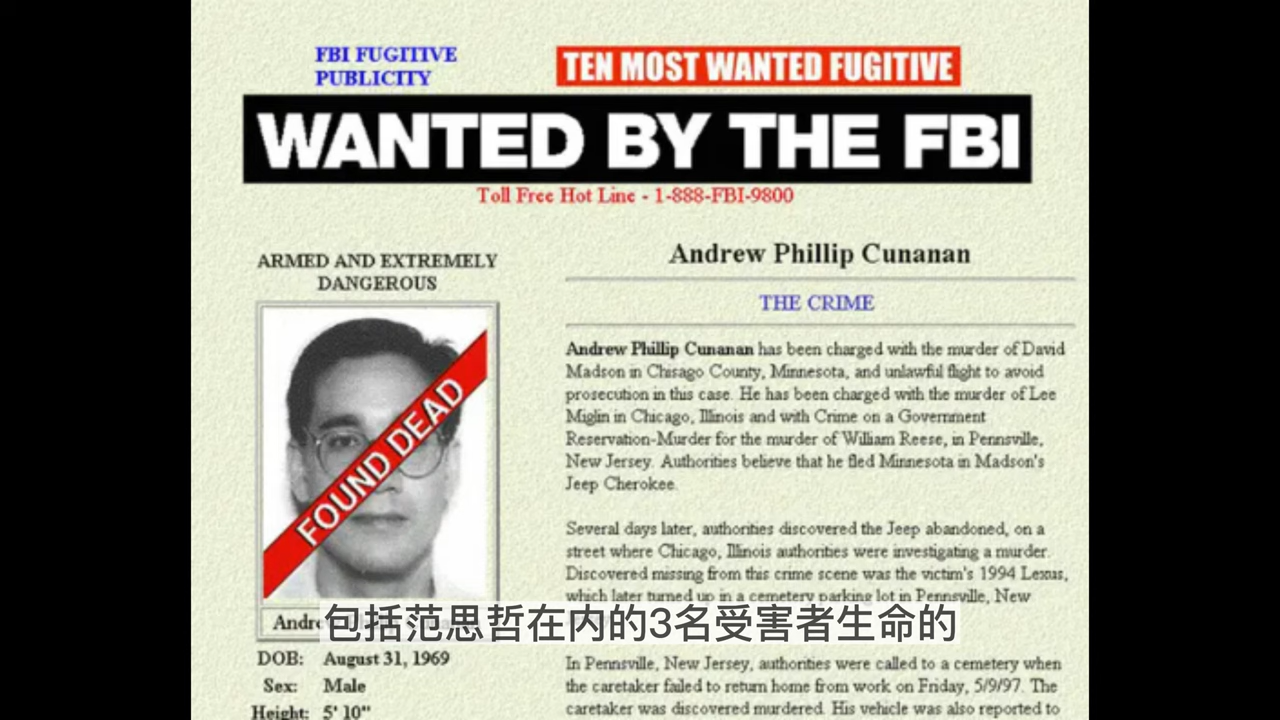 FBI FUGITIVE
PUBLICITY
TEN MOST WANTED FUGITIVE
WANTED BY THE FBI
Toll Free Hot Line - 1-888-FBI-9800
ARMED AND EXTREMELY
DANGEROUS
FOUND DEAD
DOB: August 31, 1969
Sex: Male
Height: 5' 10"
Andrew Phillip Cunanan
THE CRIME
Andrew Phillip Cunanan has been charged with the murder of David
Madson in Chisago County, Minnesota, and unlawful flight to avoid
prosecution in this case. He has been charged with the murder of Lee
Miglin in Chicago, Illinois and with Crime on a Government
Reservation-Murder for the murder of William Reese, in Pennsville,
New Jersey. Authorities believe that he fled Minnesota in Madson's
Jeep Cherokee.
Several days later, authorities discovered the Jeep abandoned, on a
street where Chicago, Illinois authorities were investigating a murder.
Discovered missing from this crime scene was the victim's 1994 Lexus,
which later turned up in a cemetery parking lot in Pennsville, New
In Pennsville, New Jersey, authorities were called to a cemetery when
the caretaker failed to return home from work on Friday, 5/9/97. The
caretaker was discovered murdered. His vehicle was also reported to
包括范思哲在内的3名受害者生命的